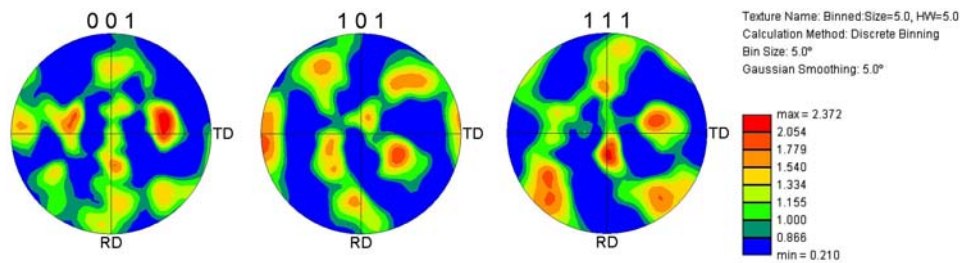 0 0 1
1 0 1
1 1 1
TD
TD
TD
RD
RD
RD
Texture Name: Binned:Size=5.0, HW=5.0
Calculation Method: Discrete Binning
Bin Size: 5.0°
Gaussian Smoothing: 5.0°
max = 2.372
2.054
1.779
1.540
1.334
1.155
1.000
0.866
min = 0.210